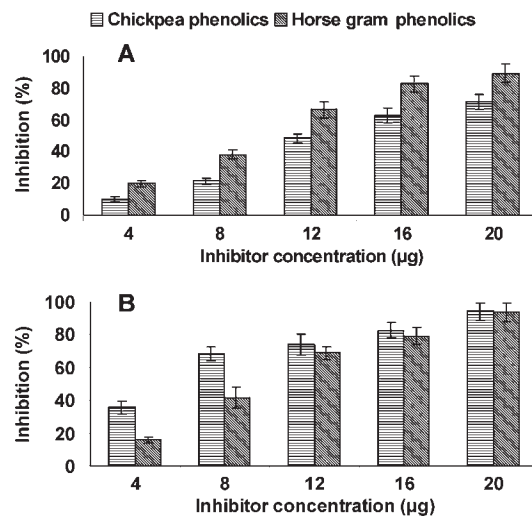 Chickpea phenolics Horse gram phenolics
A
100
80
60
40
20
0
Inhibition (%)
4 8 12 16 20
Inhibitor concentration (µg)
B
100
80
60
40
20
0
Inhibition (%)
4 8 12 16 20
Inhibitor concentration (µg)